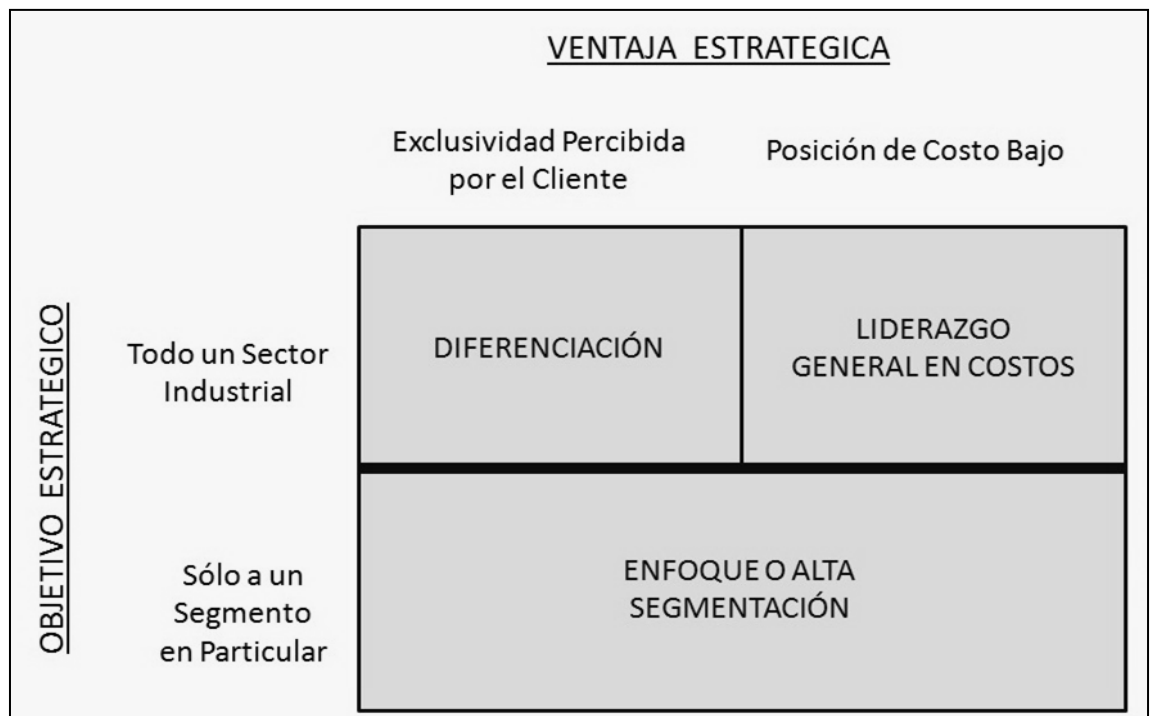 VENTAJA ESTRATEGICA
Exclusividad Percibida
por el Cliente
Posición de Costo Bajo
OBJETIVO ESTRATEGICO
Todo un Sector
Industrial
DIFERENCIACIÓN
LIDERAZGO
GENERAL EN COSTOS
Sólo a un
Segmento
en Particular
ENFOQUE O ALTA
SEGMENTACIÓN